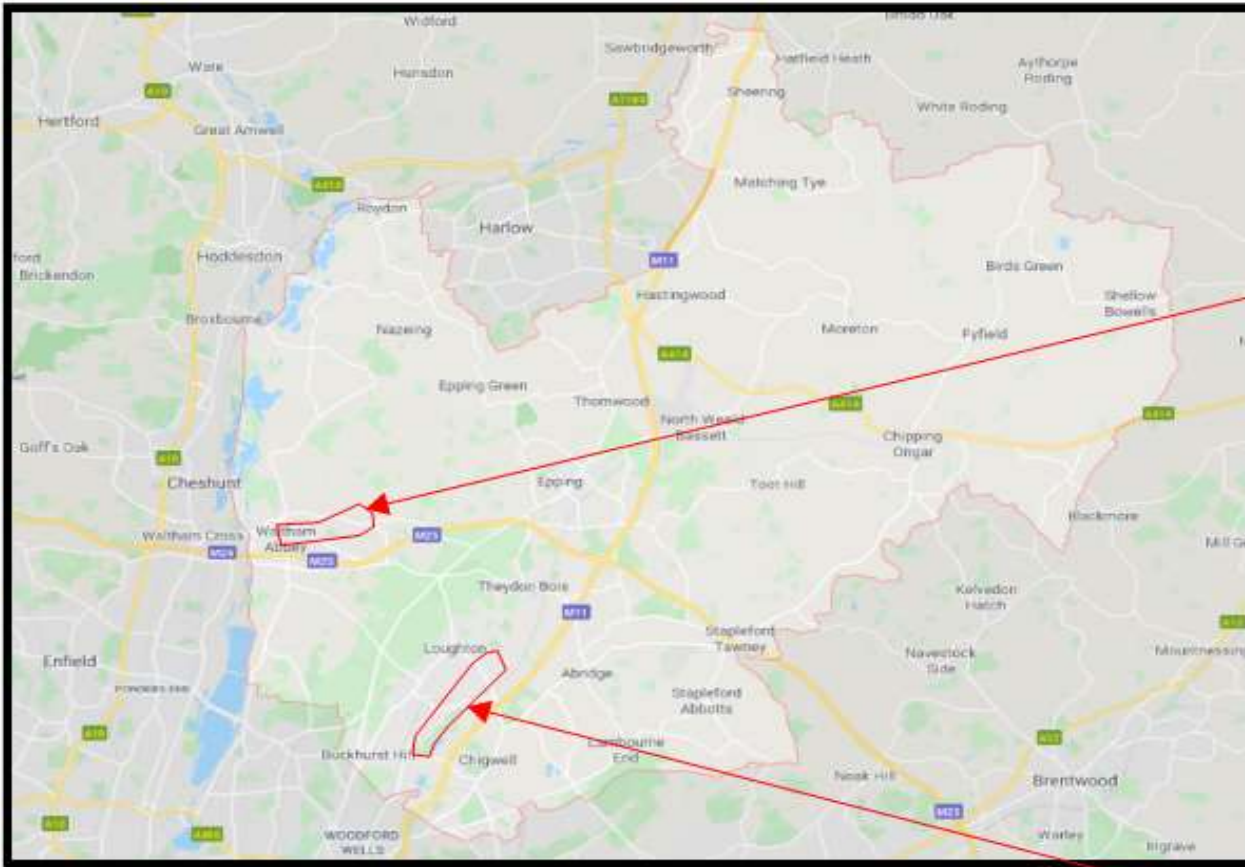 Widford
Sawbridgeworth
Hatfield Heath
Aythorpe
Roding
Ware
Hunsdon
Sheering
White Roding
A10
A1184
Hertford
Great Amwell
A414
Matching Tye
Roydon
Harlow
Hoddesdon
M11
Birds Green
Brickendon
Hastingwood
Shellow
Bowells
Broxbourne
Nazeing
Moreton
Fyfield
A414
Epping Green
Thornwood
A414
North Weald
Bassett
A414
Goff's Oak
A10
Chipping
Ongar
Cheshunt
Epping
Toot Hill
Blackmore
Waltham Cross
Waltham
Abbey
M25
M25
M25
Kelvedon
Hatch
Theydon Bois
M11
Stapleford
Tawney
Loughton
Navestock
Side
Mountnessing
Enfield
Abridge
PONDERS END
Stapleford
Abbotts
A10
Buckhurst Hill
Chigwell
Lambourne
End
Noak Hill
Brentwood
M25
WOODFORD
WELLS
Warley
Ingrave